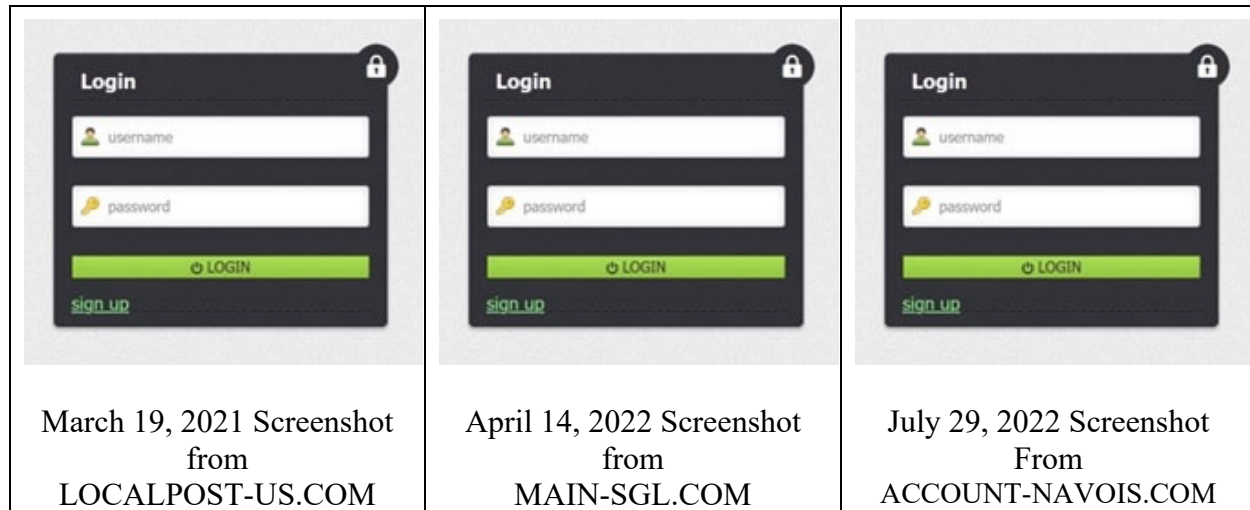 Login
username
password
LOGIN
sign up
March 19, 2021 Screenshot
from
LOCALPOST-US.COM
Login
username
password
LOGIN
sign up
April 14, 2022 Screenshot
from
MAIN-SGL.COM
Login
username
password
LOGIN
sign up
July 29, 2022 Screenshot
From
ACCOUNT-NAVOIS.COM